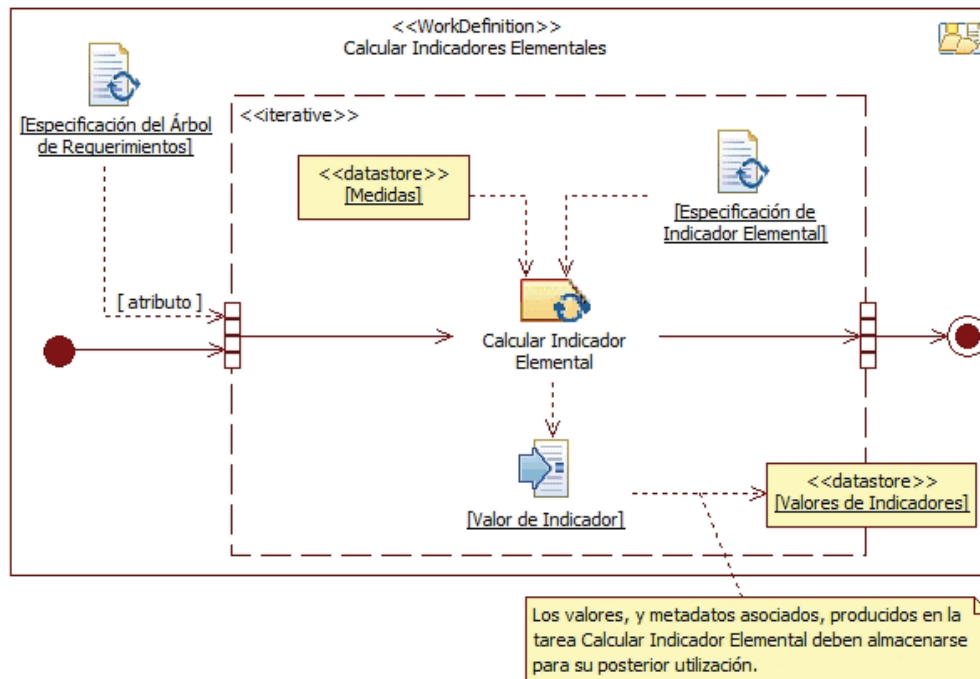 <<WorkDefinition>>
Calcular Indicadores Elementales
[Especificación del Árbol
de Requerimientos]
<<iterative>>
<<datastore>>
[Medidas]
[Especificación de
Indicador Elemental]
[ atributo ]
Calcular Indicador
Elemental
[Valor de Indicador]
<<datastore>>
[Valores de Indicadores]
Los valores, y metadatos asociados, producidos en la
tarea Calcular Indicador Elemental deben almacenarse
para su posterior utilización.